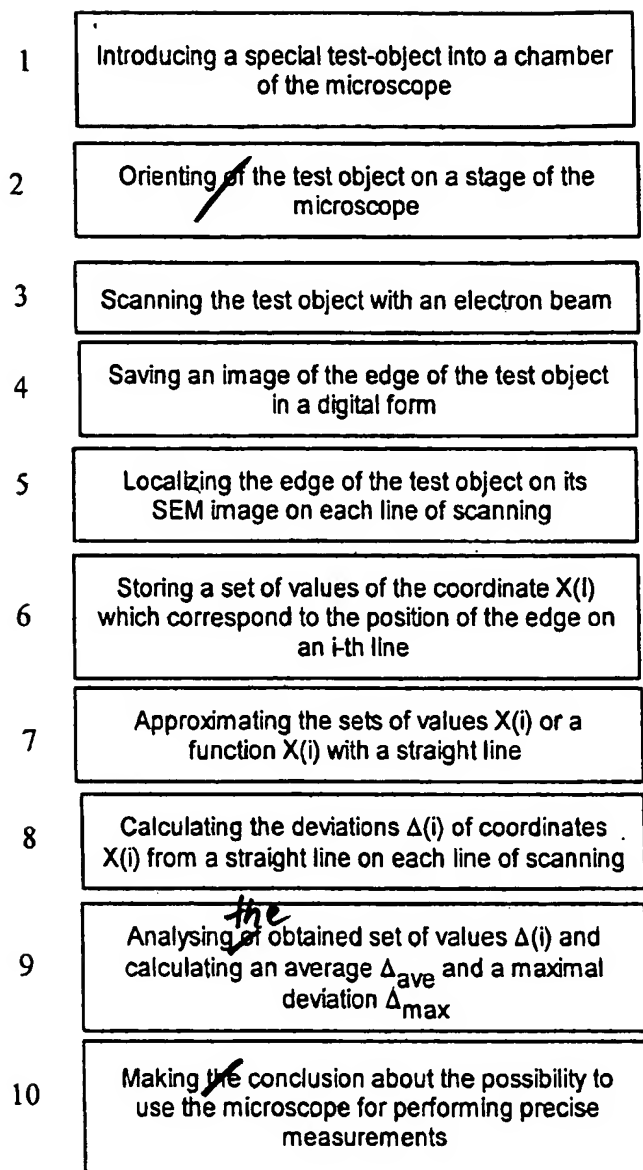 1
Introducing a special test-object into a chamber
of the microscope
2
Orienting of the test object on a stage of the
microscope
3
Scanning the test object with an electron beam
4
Saving an image of the edge of the test object
in a digital form
5
Localizing the edge of the test object on its
SEM image on each line of scanning
6
Storing a set of values of the coordinate X(I)
which correspond to the position of the edge on
an i-th line
7
Approximating the sets of values X(i) or a
function X(i) with a straight line
8
Calculating the deviations Δ(i) of coordinates
X(i) from a straight line on each line of scanning
9
the
Analysing of obtained set of values Δ(i) and
calculating an average Δave and a maximal
deviation Δmax
10
Making the conclusion about the possibility to
use the microscope for performing precise
measurements